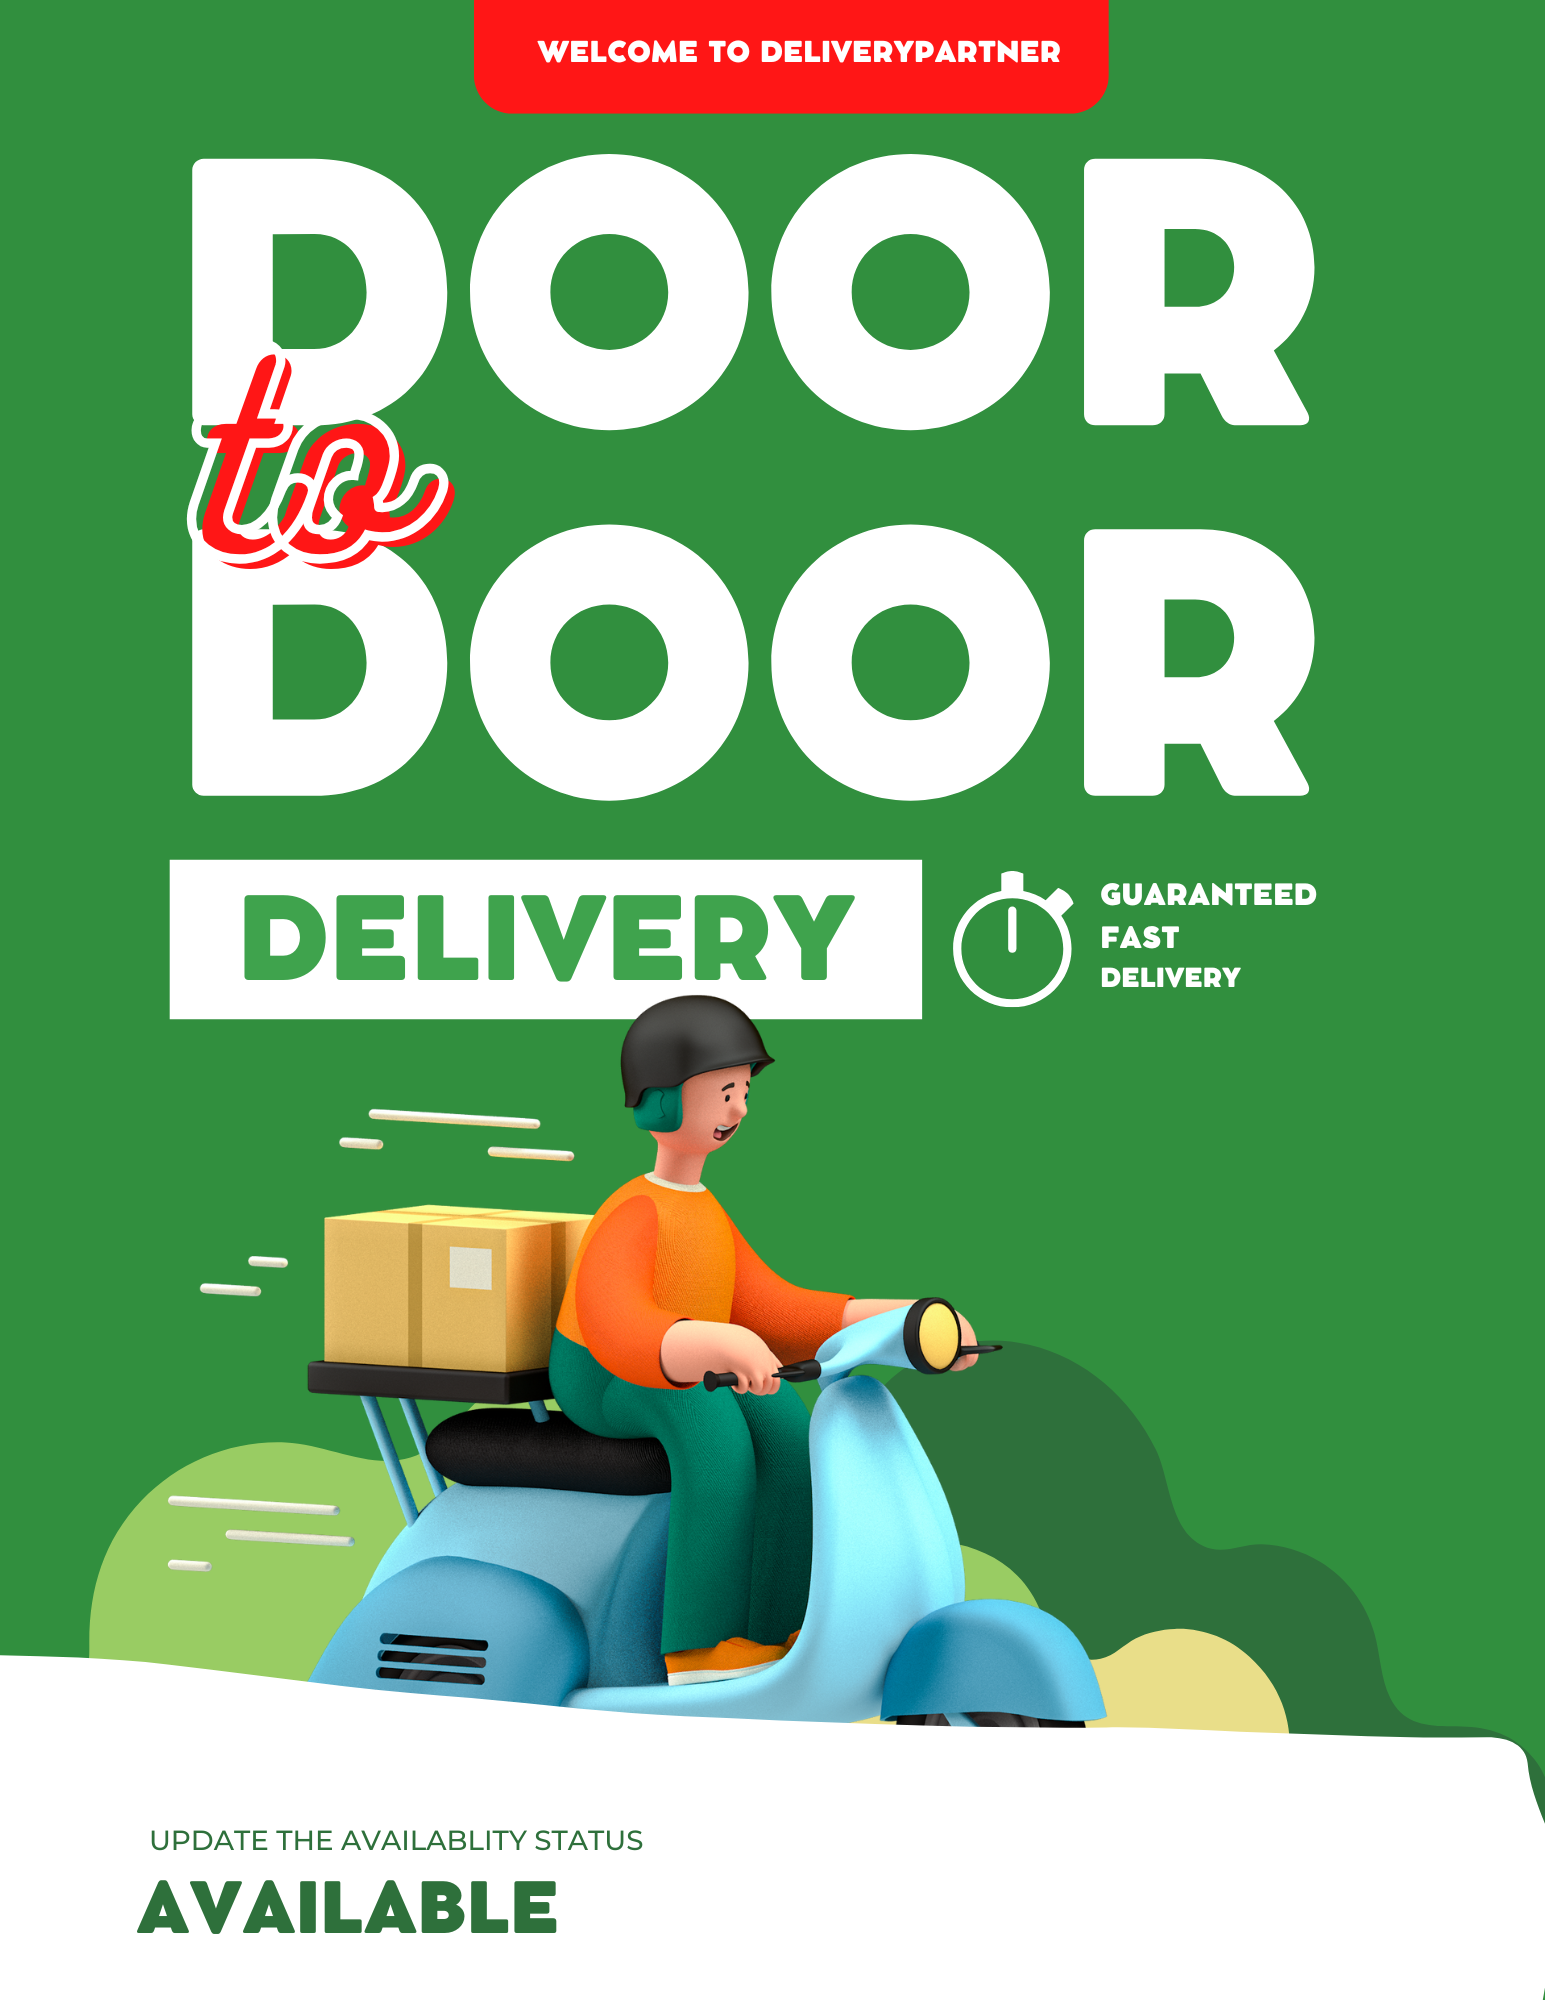 WELCOME TO DELIVERYPARTNER
DOOR
to
DOOR
DELIVERY
GUARANTEED
FAST
DELIVERY
UPDATE THE AVAILABLITY STATUS
AVAILABLE